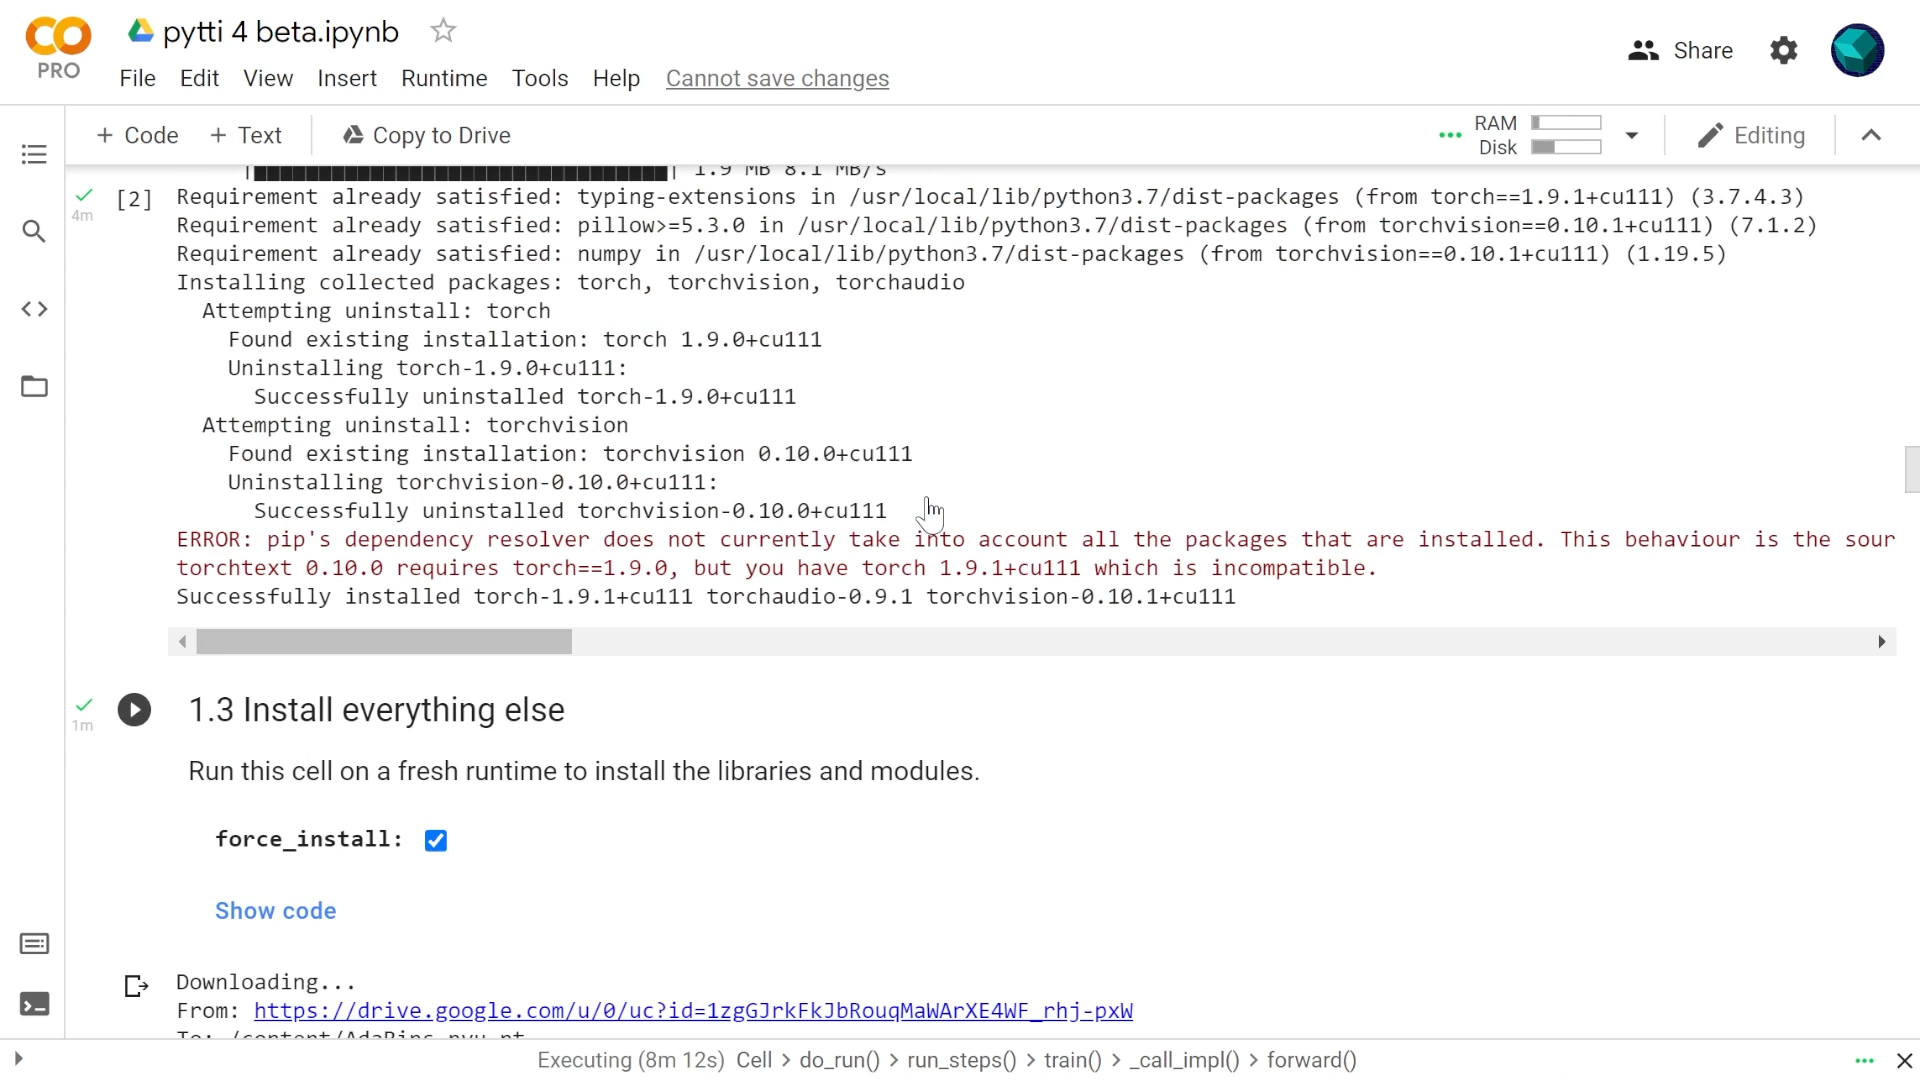 PRO
pytti 4 beta.ipynb
File Edit View Insert Runtime Tools Help Cannot save changes
Share
+ Code + Text Copy to Drive
RAM
Disk
Editing
1.9 MB 8.1 MB/s
4m
[2] Requirement already satisfied: typing-extensions in /usr/local/lib/python3.7/dist-packages (from torch==1.9.1+cu111) (3.7.4.3)
Requirement already satisfied: pillow>=5.3.0 in /usr/local/lib/python3.7/dist-packages (from torchvision==0.10.1+cu111) (7.1.2)
Requirement already satisfied: numpy in /usr/local/lib/python3.7/dist-packages (from torchvision==0.10.1+cu111) (1.19.5)
Installing collected packages: torch, torchvision, torchaudio
Attempting uninstall: torch
Found existing installation: torch 1.9.0+cu111
Uninstalling torch-1.9.0+cu111:
Successfully uninstalled torch-1.9.0+cu111
Attempting uninstall: torchvision
Found existing installation: torchvision 0.10.0+cu111
Uninstalling torchvision-0.10.0+cu111:
Successfully uninstalled torchvision-0.10.0+cu111
ERROR: pip's dependency resolver does not currently take into account all the packages that are installed. This behaviour is the sour
torchtext 0.10.0 requires torch==1.9.0, but you have torch 1.9.1+cu111 which is incompatible.
Successfully installed torch-1.9.1+cu111 torchaudio-0.9.1 torchvision-0.10.1+cu111
1m
1.3 Install everything else
Run this cell on a fresh runtime to install the libraries and modules.
force_install:
Show code
Downloading...
From: https://drive.google.com/u/0/uc?id=1zgGJrkFkJbRouqMaWArXE4WF_rhj-pxW
To: /content/AdaBins_nyu.pt
Executing (8m 12s) Cell > do_run() > run_steps() > train() > _call_impl() > forward()